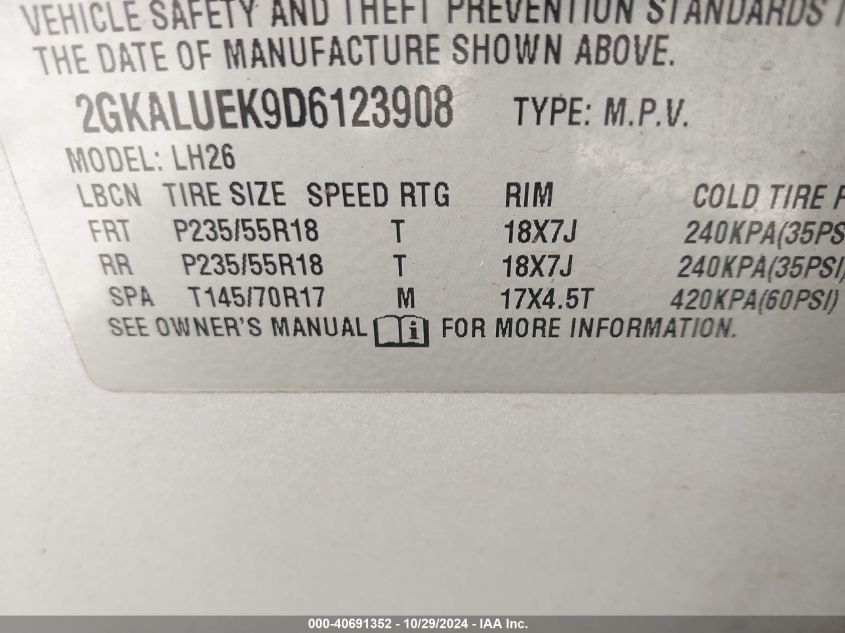 VEHICLE SAFETY AND THEFT PREVENTION STANDARDS
THE DATE OF MANUFACTURE SHOWN ABOVE.
2GKALUEK9D6123908 TYPE: M.P.V.
MODEL: LH26
LBCN TIRE SIZE SPEED RTG RIM COLD TIRE
FRT P235/55R18 T 18X7J 240KPA(35PS
RR P235/55R18 T 18X7J 240KPA(35PSI)
SPA T145/70R17 M 17X4.5T 420KPA(60PSI)
SEE OWNER'S MANUAL i FOR MORE INFORMATION.
000-40691352 - 10/29/2024 - IAA Inc.